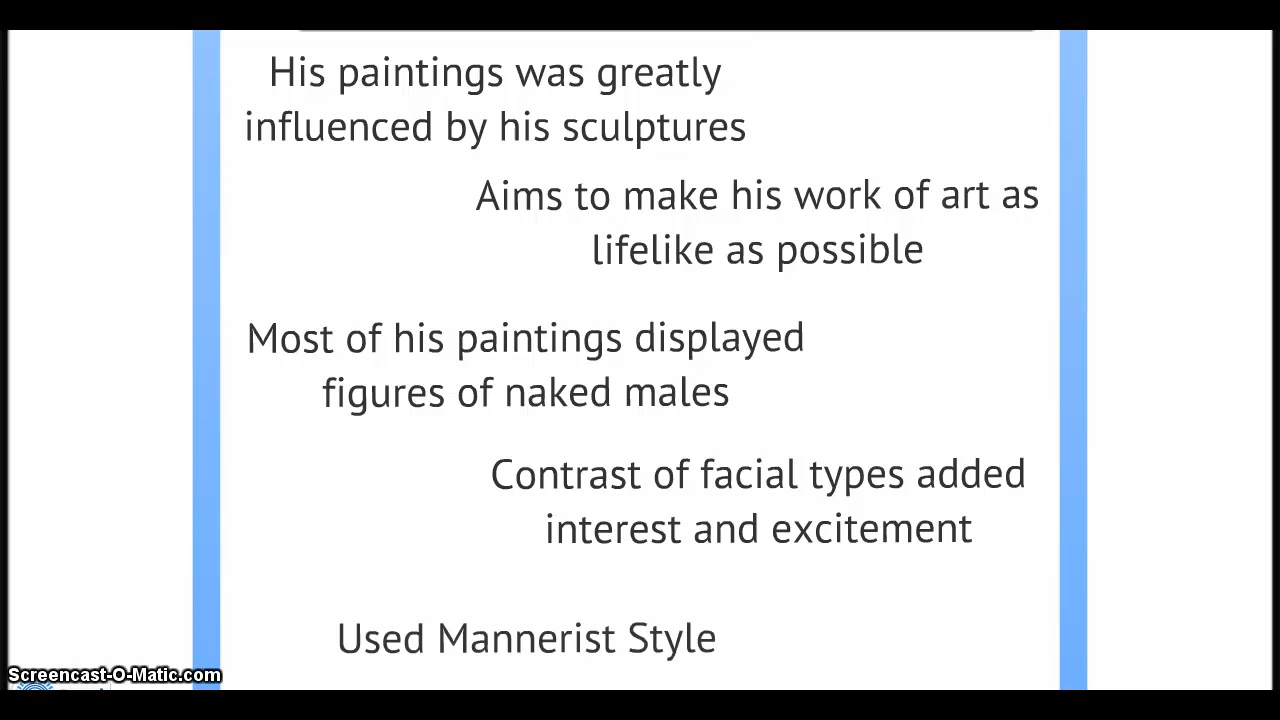 His paintings was greatly
influenced by his sculptures
Aims to make his work of art as
lifelike as possible
Most of his paintings displayed
figures of naked males
Contrast of facial types added
interest and excitement
Used Mannerist Style
Screencast-O-Matic.com